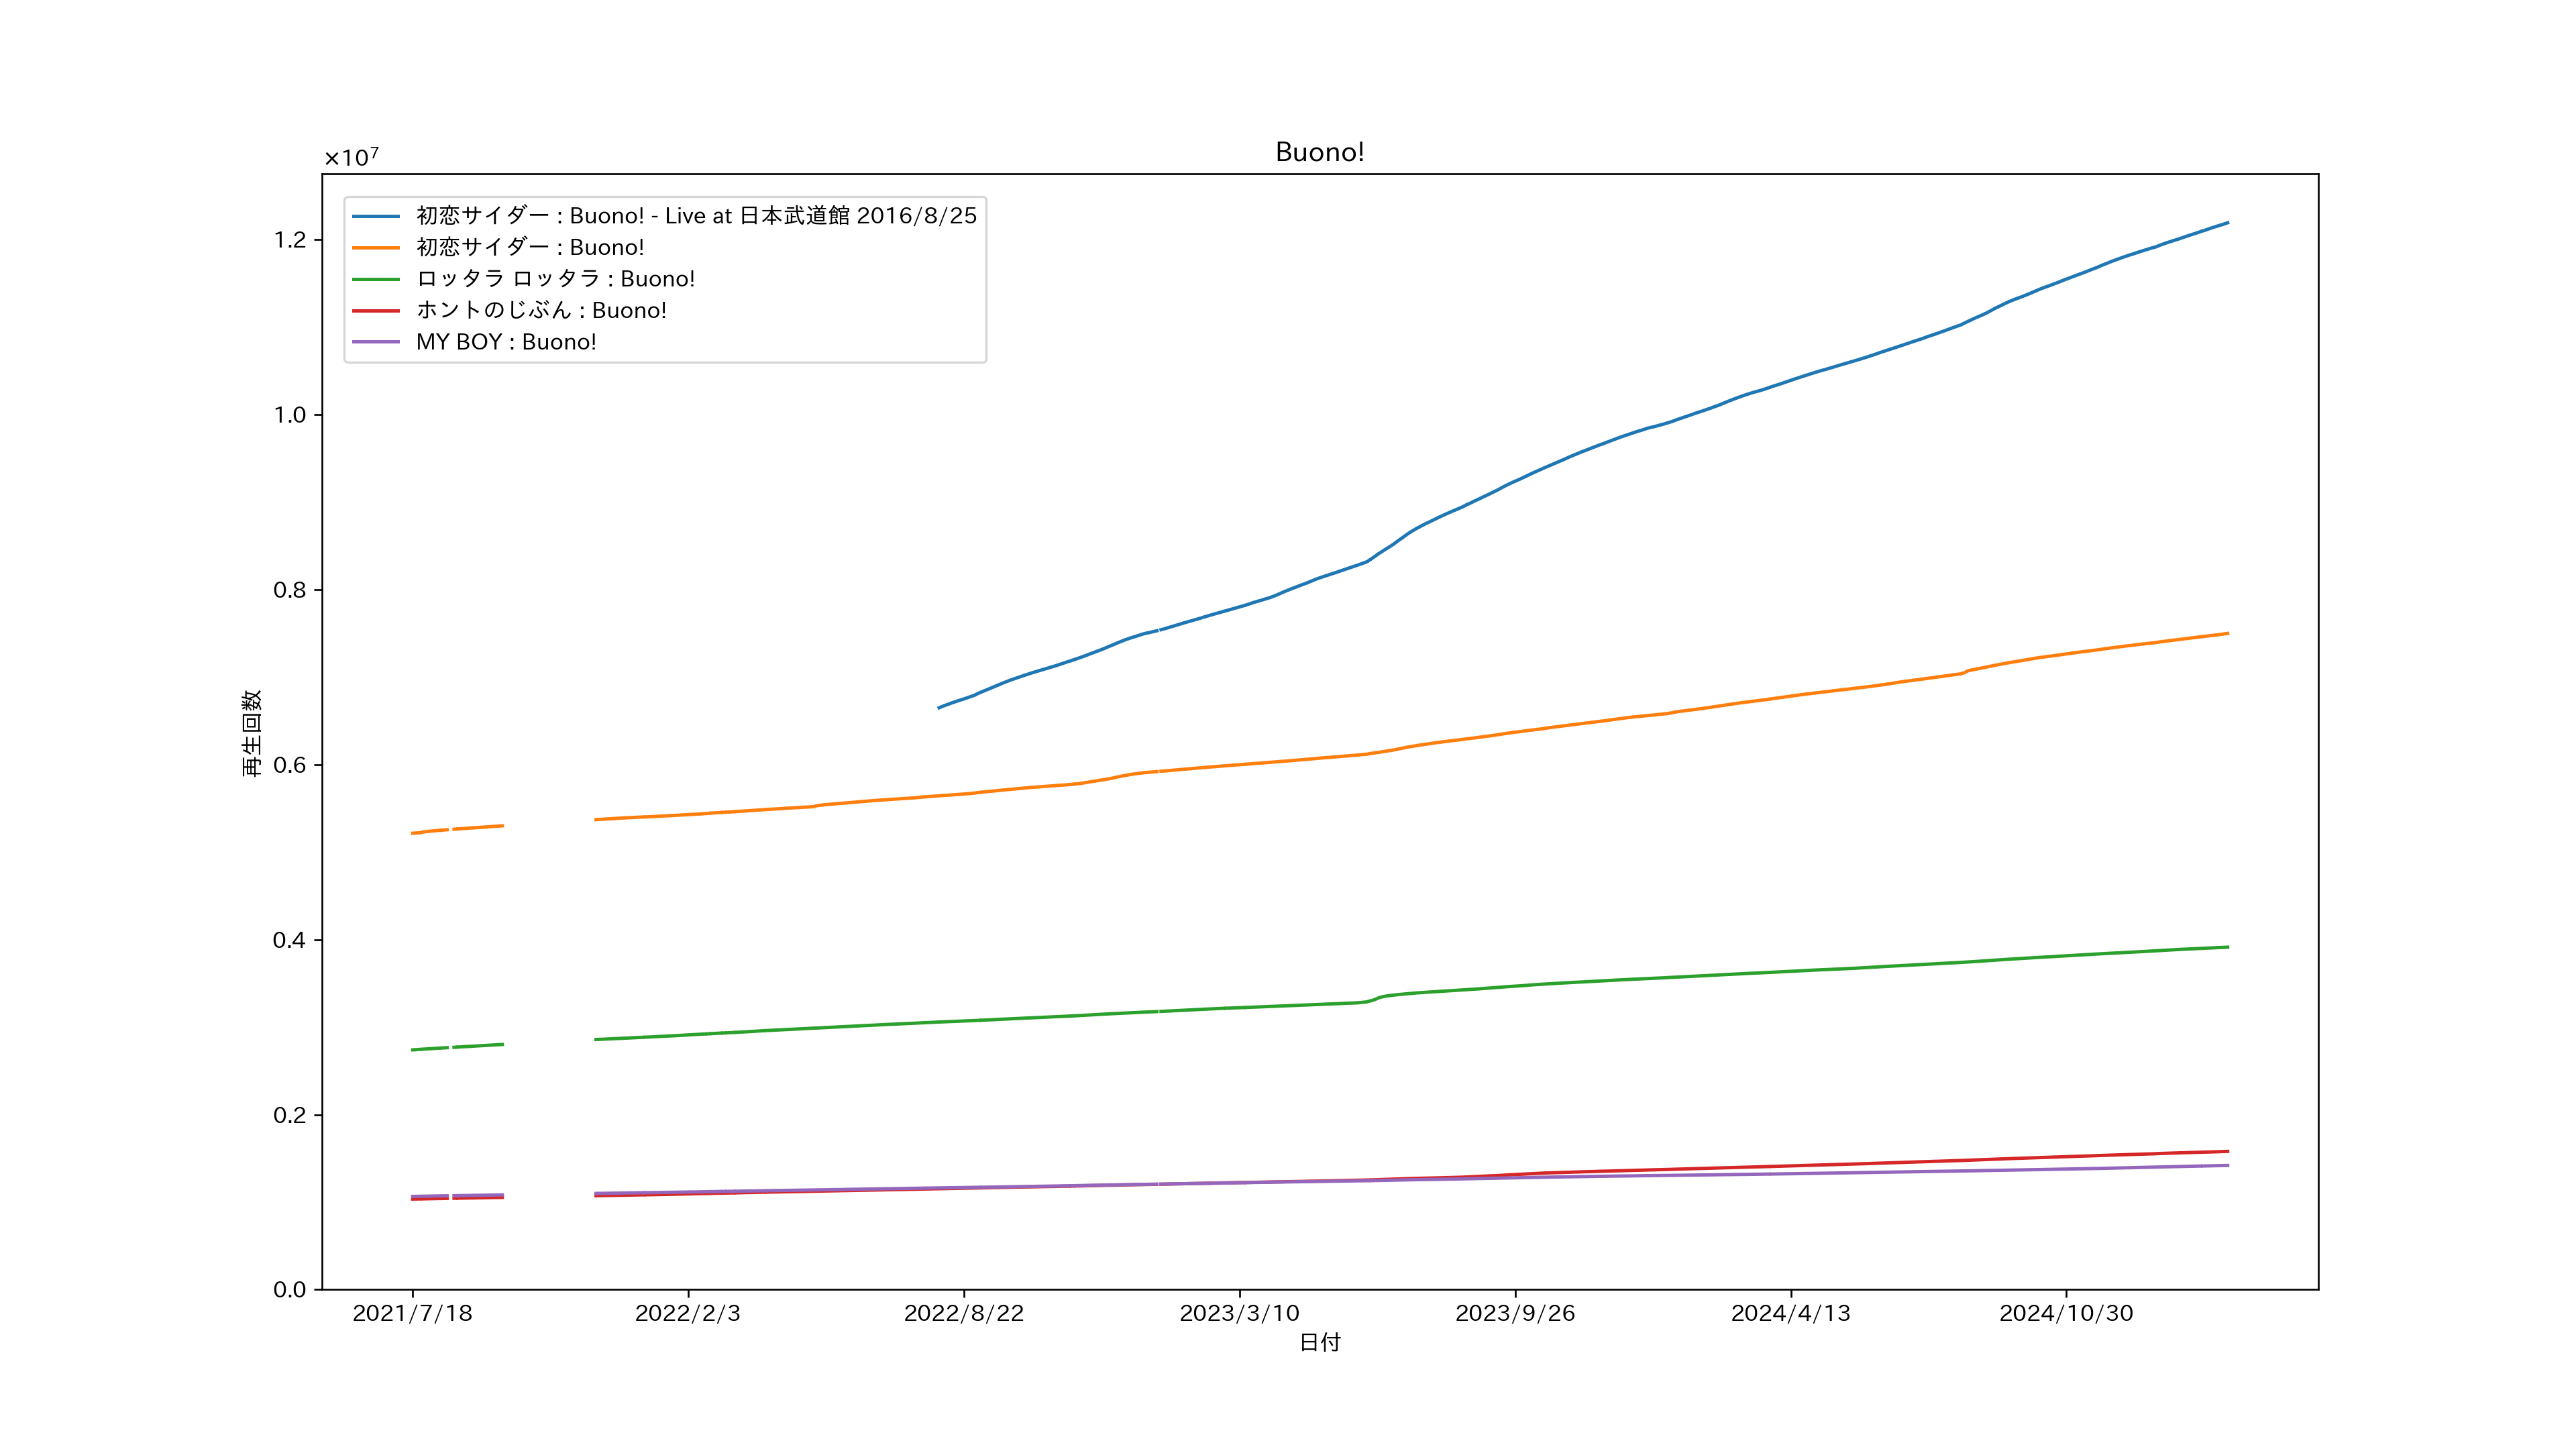 Buono!
×10⁷
初恋サイダー : Buono! - Live at 日本武道館 2016/8/25
初恋サイダー : Buono!
ロッタラ ロッタラ : Buono!
ホントのじぶん : Buono!
MY BOY : Buono!
1.2
1.0
0.8
0.6
0.4
0.2
0.0
再生回数
2021/7/18 2022/2/3 2022/8/22 2023/3/10 2023/9/26 2024/4/13 2024/10/30
日付